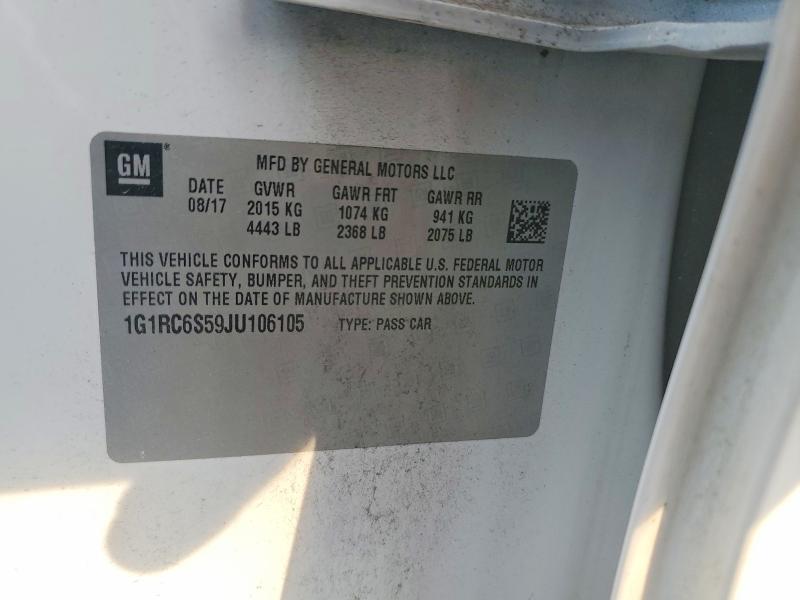 GM®
MFD BY GENERAL MOTORS LLC
DATE GVWR GAWR FRT GAWR RR
08/17 2015 KG 1074 KG 941 KG
4443 LB 2368 LB 2075 LB
THIS VEHICLE CONFORMS TO ALL APPLICABLE U.S. FEDERAL MOTOR
VEHICLE SAFETY, BUMPER, AND THEFT PREVENTION STANDARDS IN
EFFECT ON THE DATE OF MANUFACTURE SHOWN ABOVE.
1G1RC6S59JU106105 TYPE: PASS CAR